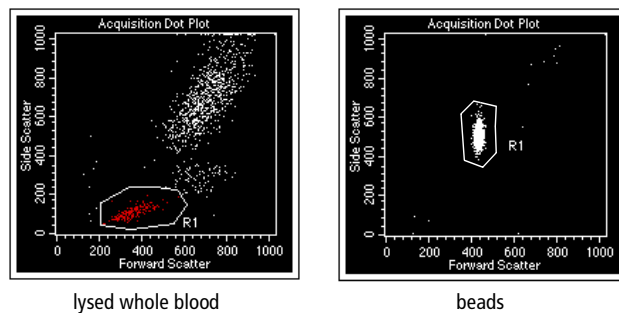 Acquisition Dot Plot
1000
800
600
400
200
0
Side Scatter
R1
0 200 400 600 800 1000
Forward Scatter
lysed whole blood
Acquisition Dot Plot
1000
800
600
400
200
0
Side Scatter
R1
0 200 400 600 800 1000
Forward Scatter
beads